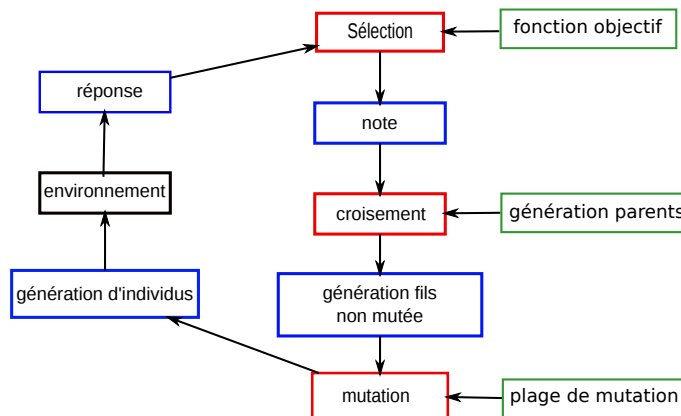 Sélection
fonction objectif
réponse
note
environnement
croisement
génération parents
génération d'individus
génération fils
non mutée
mutation
plage de mutation